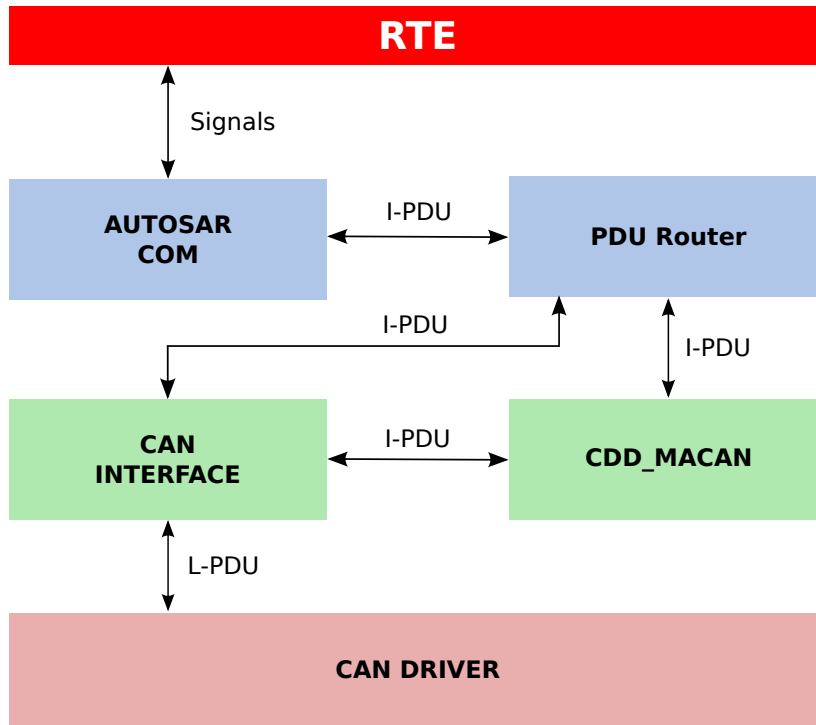 RTE
Signals
AUTOSAR
COM
I-PDU
PDU Router
I-PDU
I-PDU
CAN
INTERFACE
I-PDU
CDD_MACAN
L-PDU
CAN DRIVER